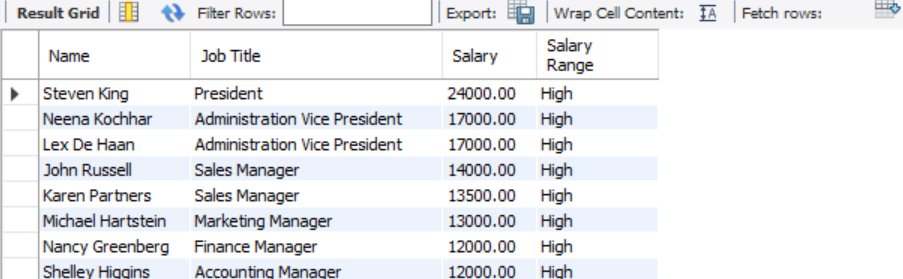 Result Grid Filter Rows: Export: Wrap Cell Content: Fetch rows:
Name Job Title Salary Salary Range
Steven King President 24000.00 High
Neena Kochhar Administration Vice President 17000.00 High
Lex De Haan Administration Vice President 17000.00 High
John Russell Sales Manager 14000.00 High
Karen Partners Sales Manager 13500.00 High
Michael Hartstein Marketing Manager 13000.00 High
Nancy Greenberg Finance Manager 12000.00 High
Shelley Higgins Accounting Manager 12000.00 High